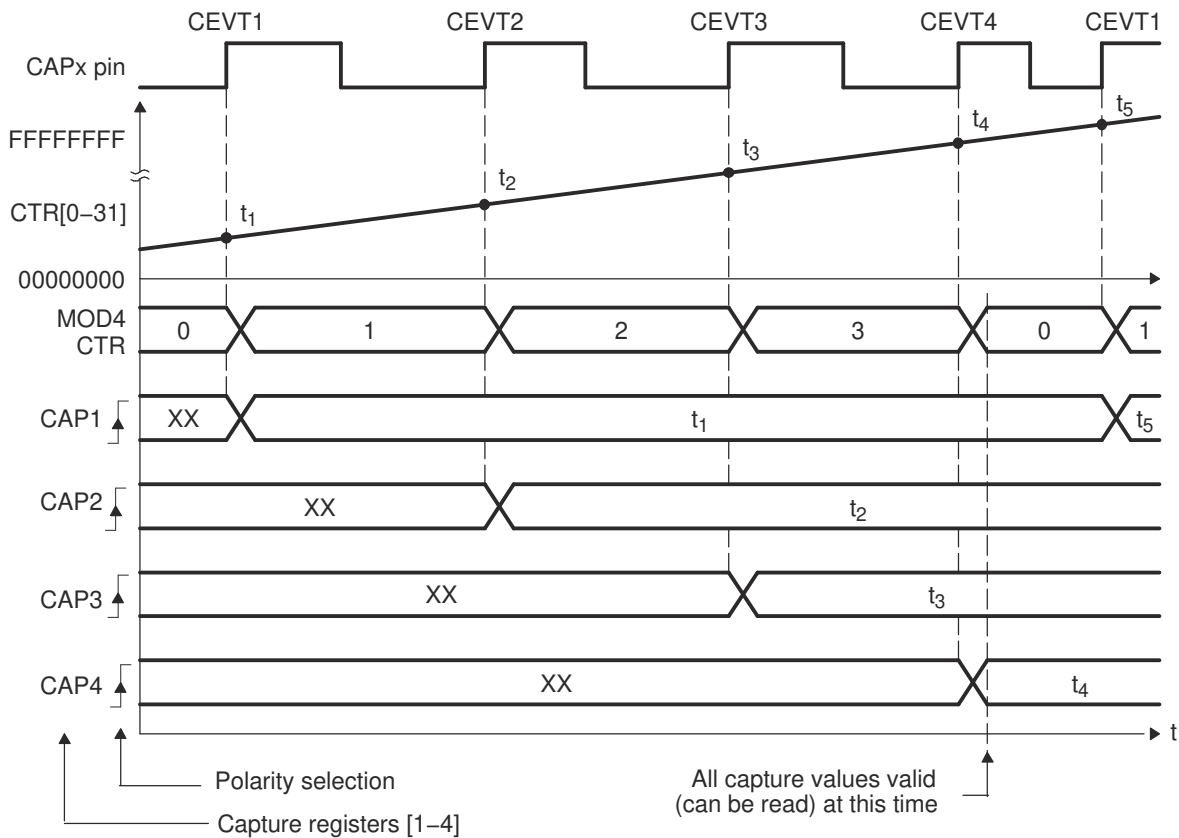 CEVT1 CEVT2 CEVT3 CEVT4 CEVT1
CAPx pin
t5
FFFFFFFF
t4
t3
t2
CTR[0−31]
t1
00000000
MOD4
CTR
0 1 2 3 0 1
CAP1 XX t1 t5
CAP2 XX t2
CAP3 XX t3
CAP4 XX t4
t
Polarity selection
Capture registers [1−4]
All capture values valid
(can be read) at this time